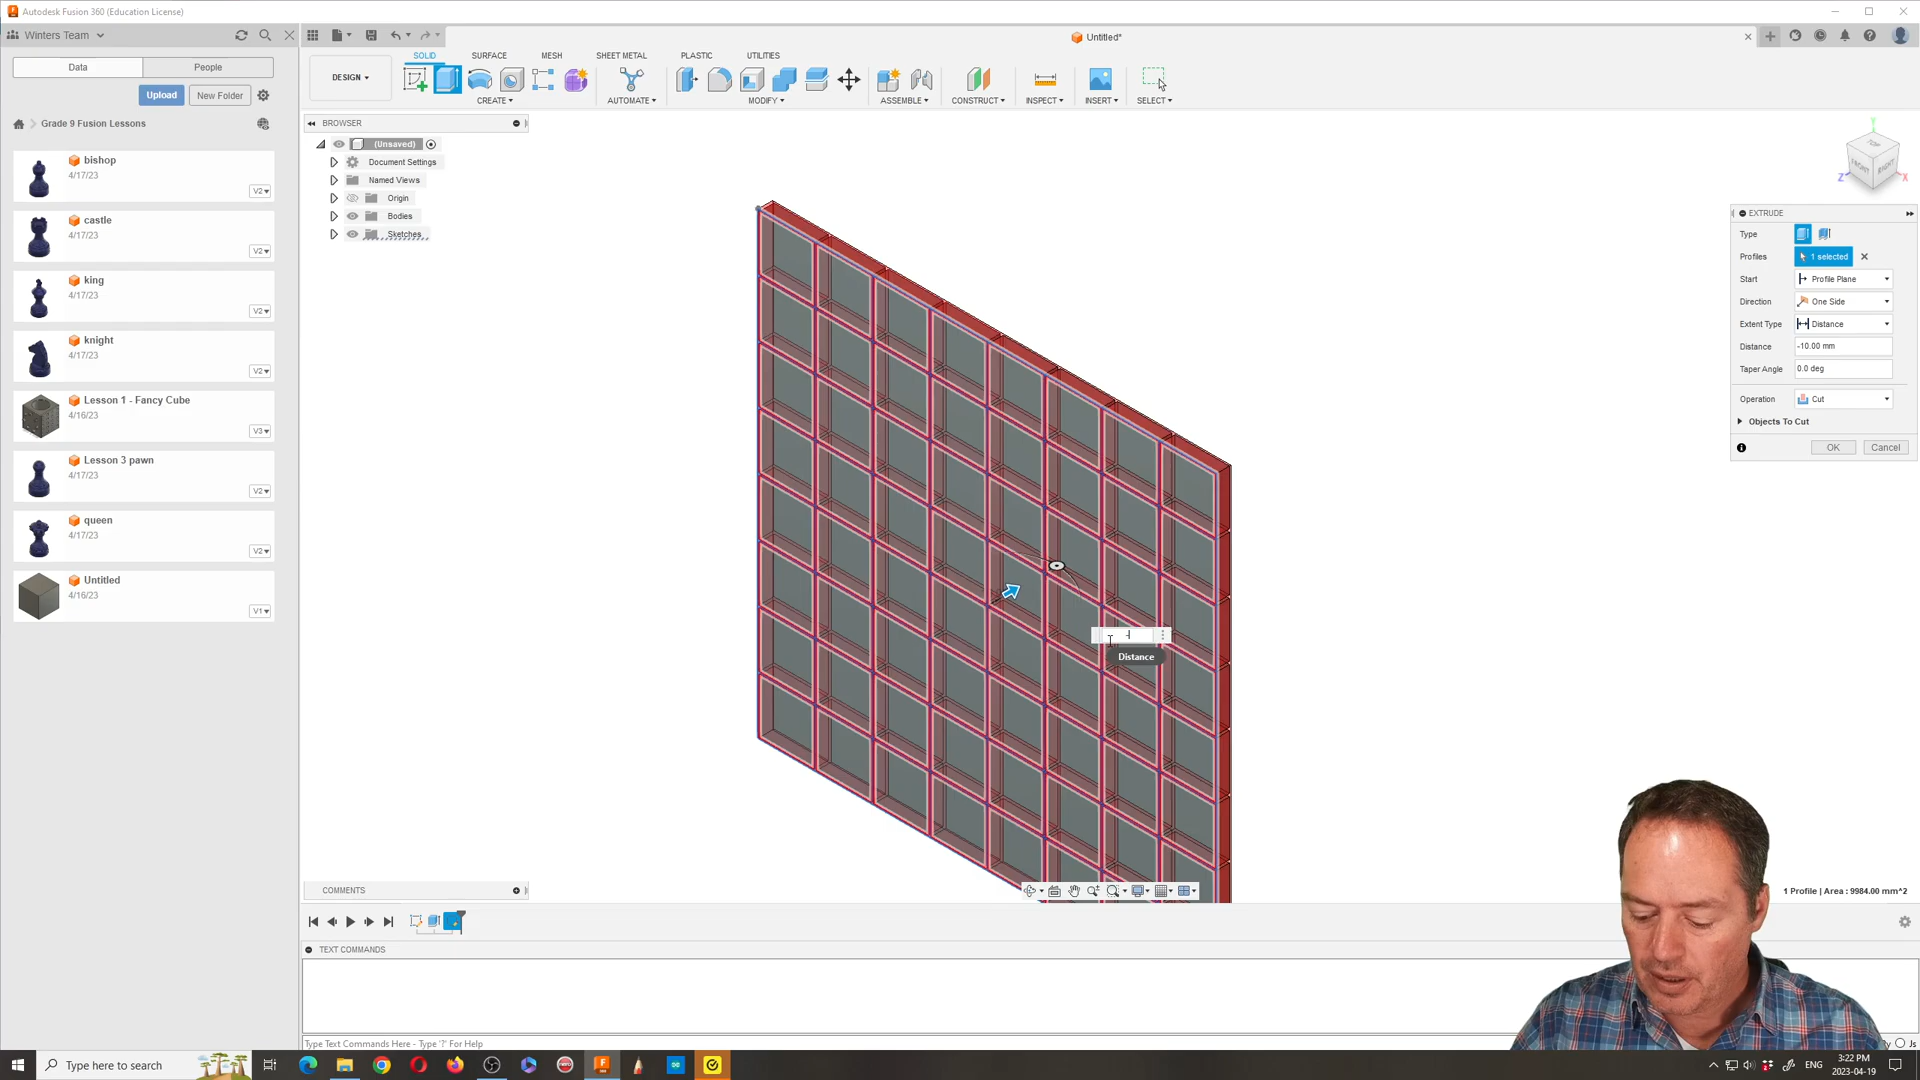 Autodesk Fusion 360 (Education License)
Winters Team
Untitled*
SOLID SURFACE MESH SHEET METAL PLASTIC UTILITIES
Data People
DESIGN
Upload New Folder
CREATE AUTOMATE MODIFY ASSEMBLE CONSTRUCT INSPECT INSERT SELECT
Grade 9 Fusion Lessons
BROWSER
(Unsaved)
Document Settings
Named Views
Origin
Bodies
Sketches
bishop
4/17/23
V2
castle
4/17/23
V2
king
4/17/23
V2
knight
4/17/23
V2
Lesson 1 - Fancy Cube
4/16/23
V3
Lesson 3 pawn
4/17/23
V2
queen
4/17/23
V2
Untitled
4/16/23
V1
Y
TOP
FRONT RIGHT
Z X
EXTRUDE
Type
Profiles 1 selected
Start Profile Plane
Direction One Side
Extent Type Distance
Distance -10.00 mm
Taper Angle 0.0 deg
Operation Cut
Objects To Cut
OK Cancel
-
Distance
COMMENTS
1 Profile | Area : 9984.00 mm^2
TEXT COMMANDS
Type Text Commands Here - Type '?' For Help
Js
Type here to search
ENG
3:22 PM
2023-04-19